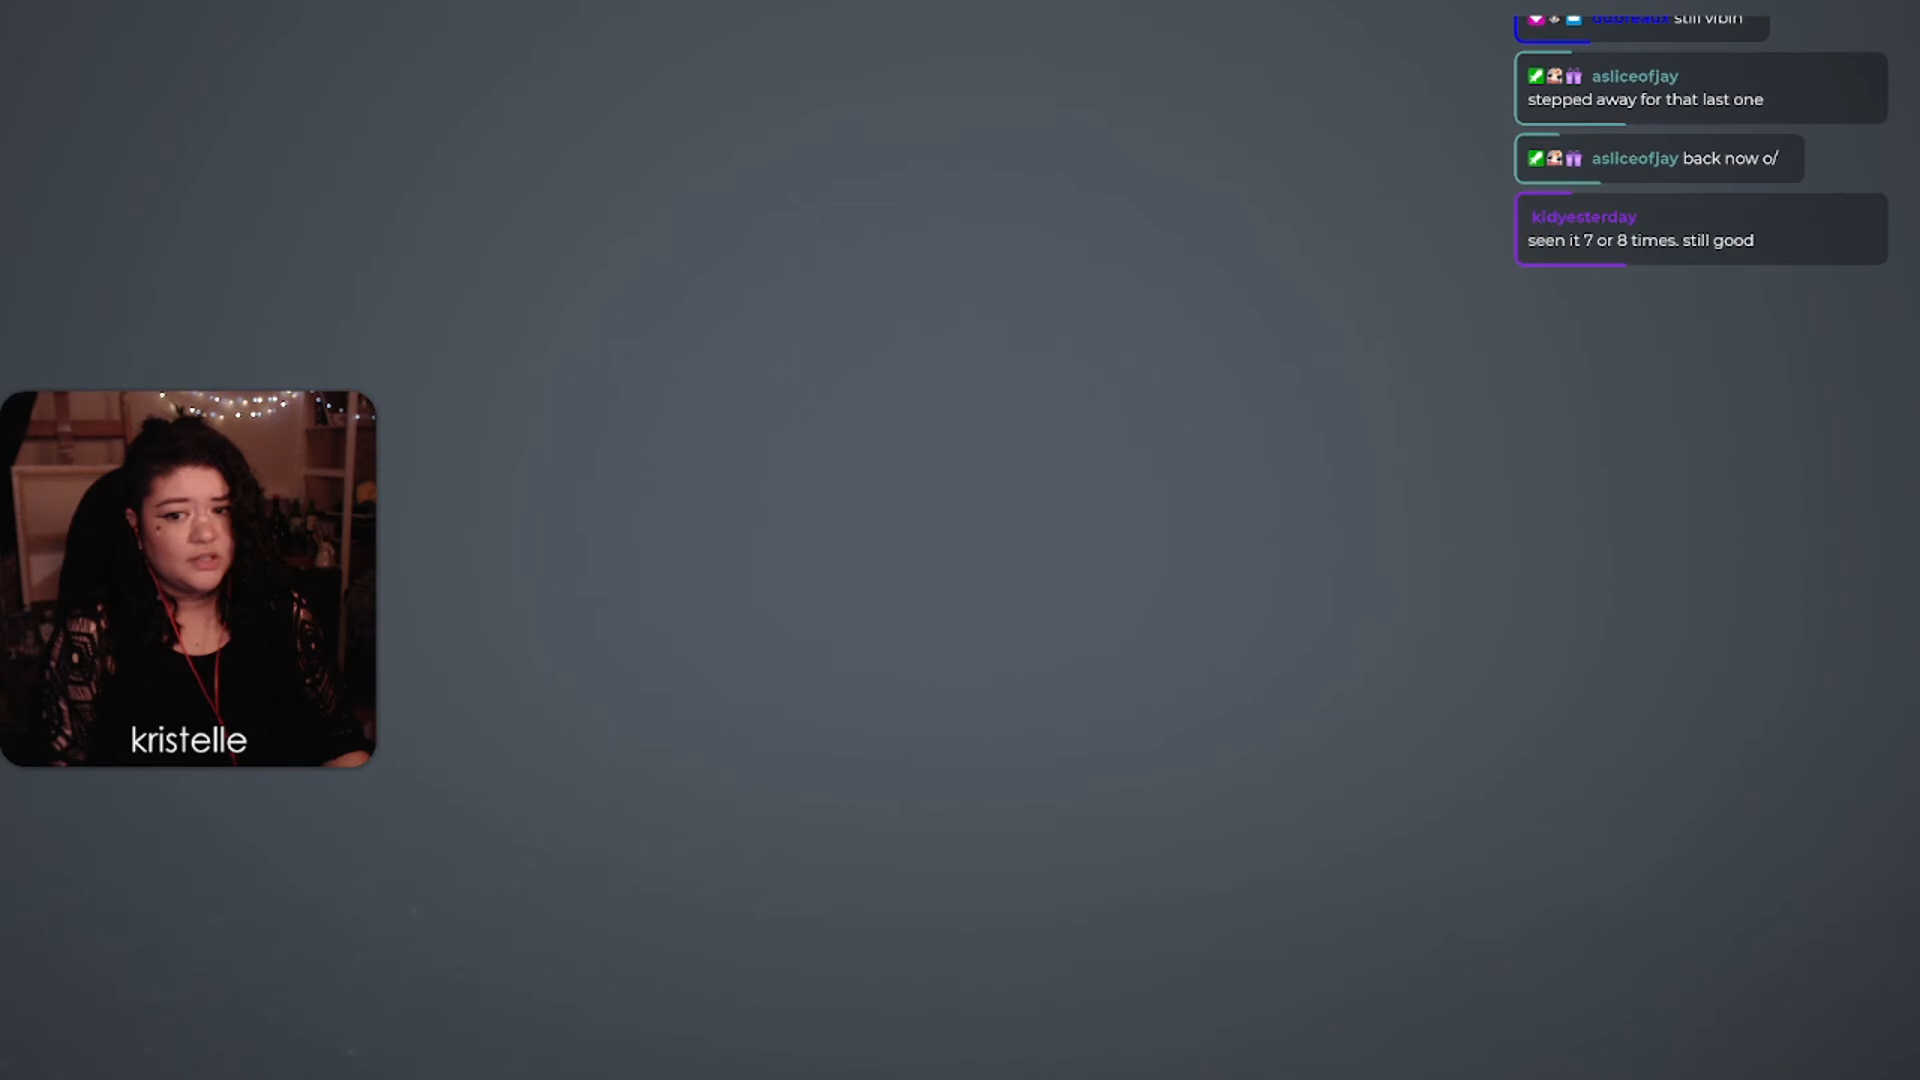 still vibin
asliceofjay
stepped away for that last one
asliceofjay back now o/
kidyesterday
seen it 7 or 8 times. still good
kristelle